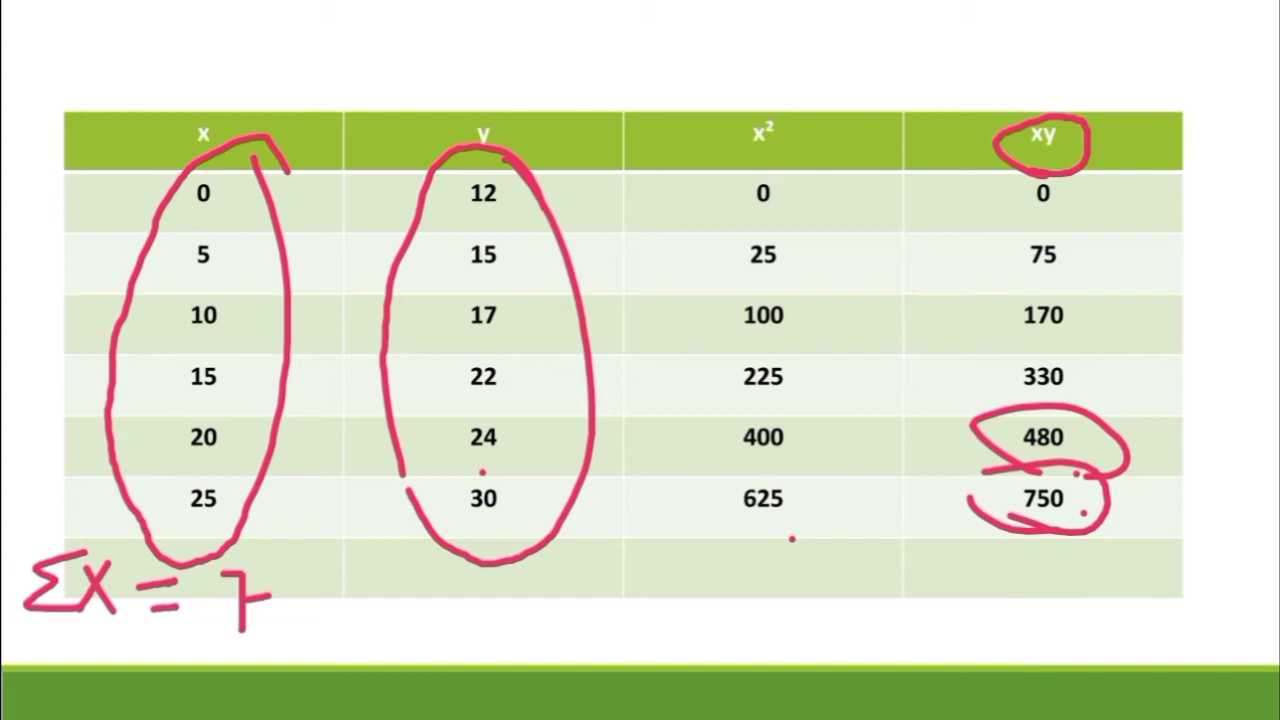 x y x² xy
0 12 0 0
5 15 25 75
10 17 100 170
15 22 225 330
20 24 400 480
25 30 625 750
ΣX = 7